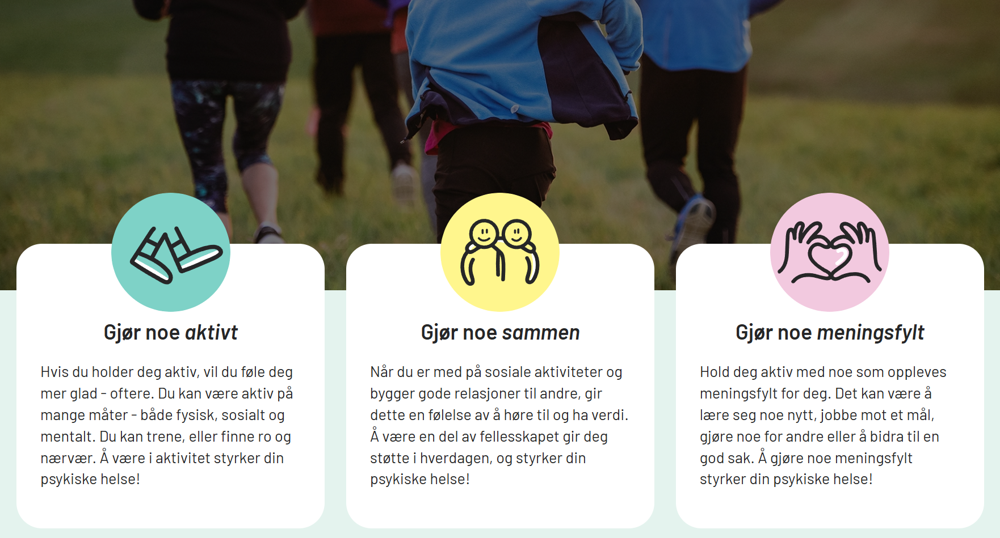 Gjør noe aktivt
Hvis du holder deg aktiv, vil du føle deg
mer glad - oftere. Du kan være aktiv på
mange måter - både fysisk, sosialt og
mentalt. Du kan trene, eller finne ro og
nærvær. Å være i aktivitet styrker din
psykiske helse!
Gjør noe sammen
Når du er med på sosiale aktiviteter og
bygger gode relasjoner til andre, gir
dette en følelse av å høre til og ha verdi.
Å være en del av fellesskapet gir deg
støtte i hverdagen, og styrker din
psykiske helse!
Gjør noe meningsfylt
Hold deg aktiv med noe som oppleves
meningsfylt for deg. Det kan være å
lære seg noe nytt, jobbe mot et mål,
gjøre noe for andre eller å bidra til en
god sak. Å gjøre noe meningsfylt
styrker din psykiske helse!